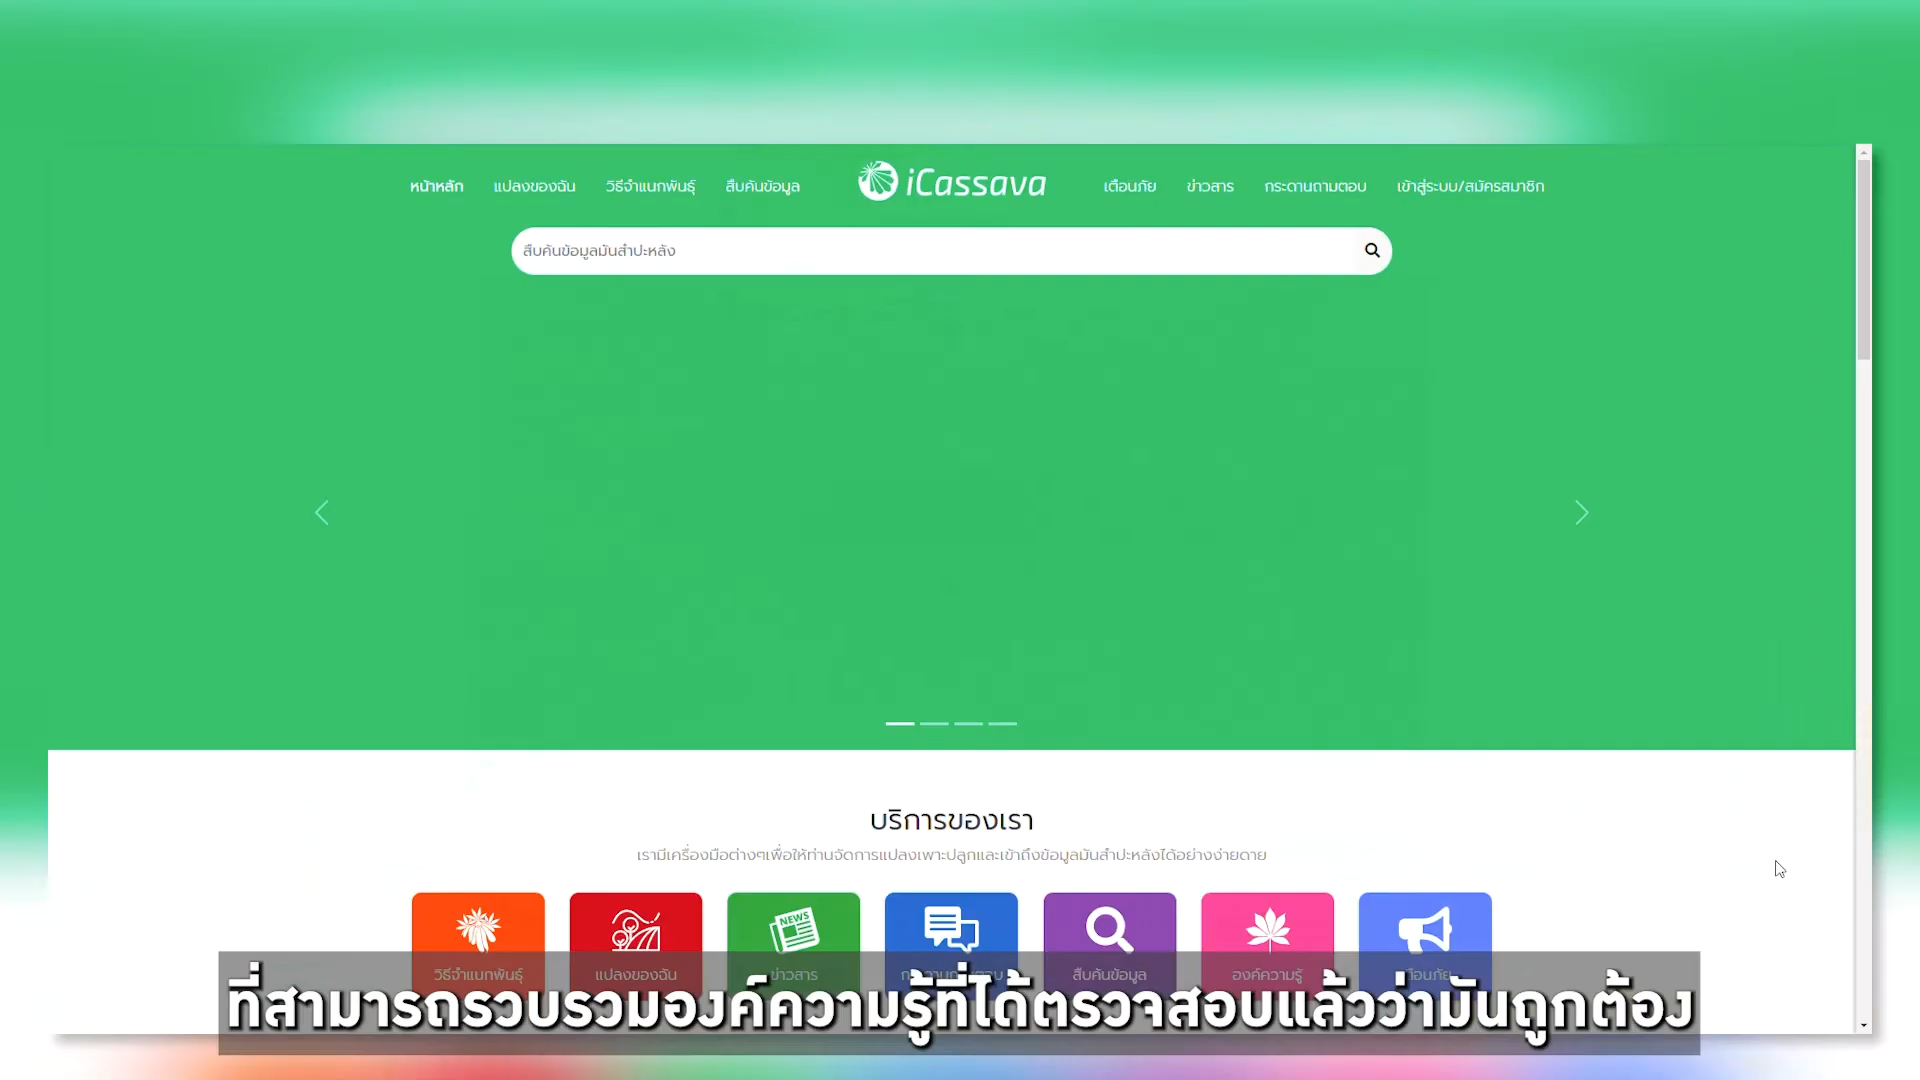 หน้าหลัก แปลงของฉัน วิธีจำแนกพันธุ์ สืบค้นข้อมูล iCassava เตือนภัย ข่าวสาร กระดานถามตอบ เข้าสู่ระบบ/สมัครสมาชิก
สืบค้นข้อมูลมันสำปะหลัง
บริการของเรา
เรามีเครื่องมือต่างๆเพื่อให้ท่านจัดการแปลงเพาะปลูกและเข้าถึงข้อมูลมันสำปะหลังได้อย่างง่ายดาย
NEWS
วิธีจำแนกพันธุ์ แปลงของฉัน ข่าวสาร สืบค้นข้อมูล องค์ความรู้
ที่สามารถรวบรวมองค์ความรู้ที่ได้ตรวจสอบแล้วว่ามันถูกต้อง